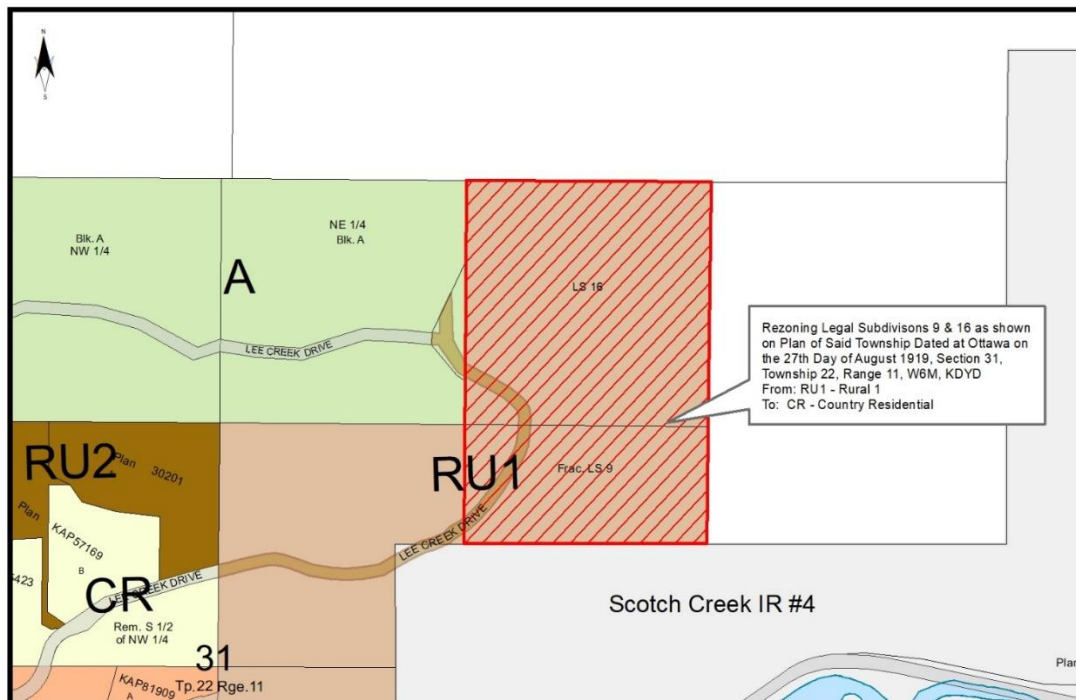 N
S
Blk. A
NW 1/4
NE 1/4
Blk. A
A
LEE CREEK DRIVE
LS 16
Rezoning Legal Subdivisons 9 & 16 as shown
on Plan of Said Township Dated at Ottawa on
the 27th Day of August 1919, Section 31,
Township 22, Range 11, W6M, KDYD
From: RU1 - Rural 1
To: CR - Country Residential
RU2
Plan 30201
RU1
Frac. LS 9
Plan
KAP57169
B
LEE CREEK DRIVE
5423
CR
LEE CREEK DRIVE
Rem. S 1/2
of NW 1/4
Scotch Creek IR #4
31
Tp.22 Rge.11
KAP81909
A
Plan